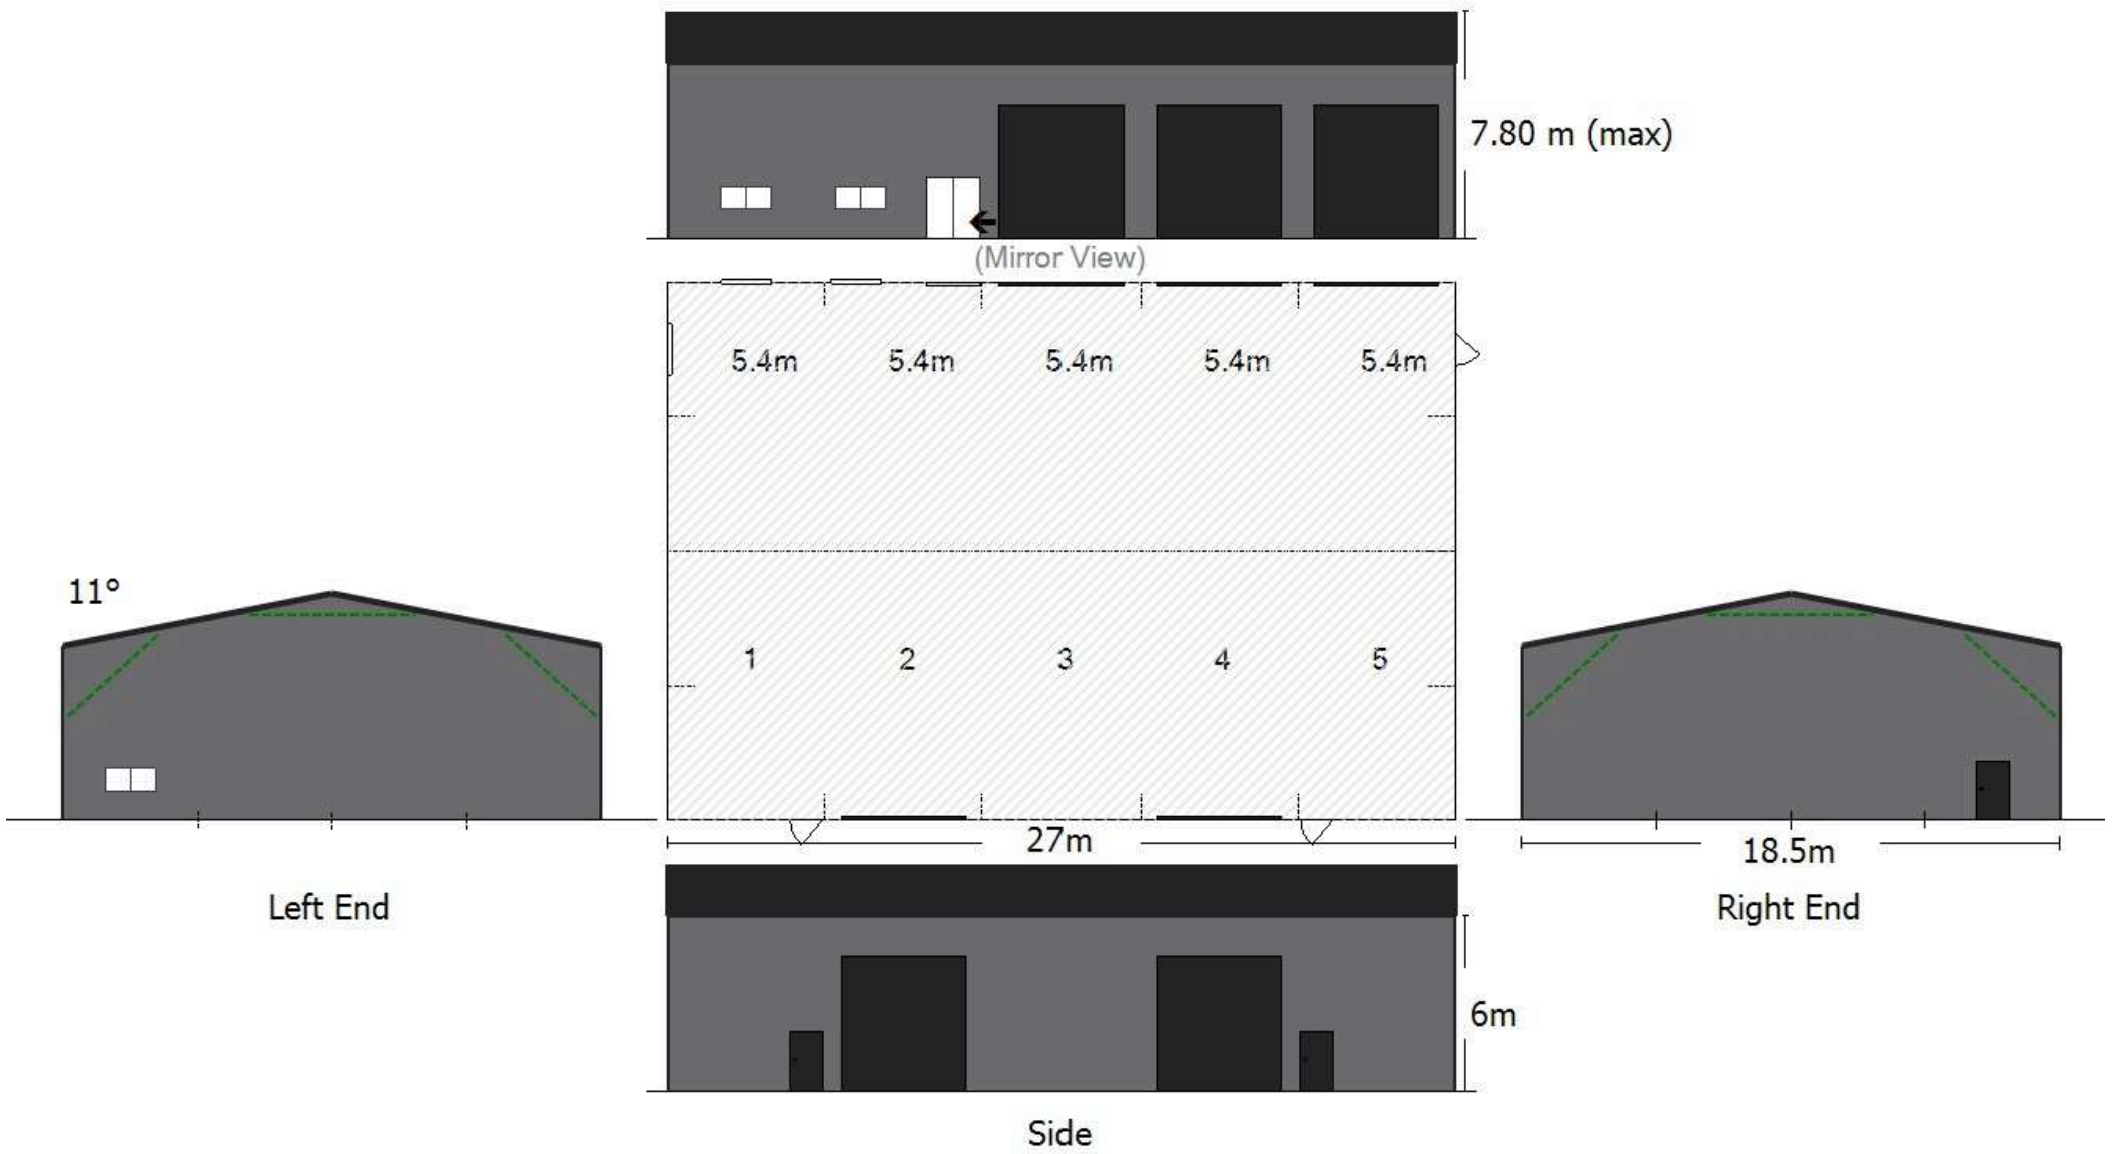 7.80 m (max)
(Mirror View)
5.4m 5.4m 5.4m 5.4m 5.4m
11°
1 2 3 4 5
27m
18.5m
Left End
Right End
6m
Side